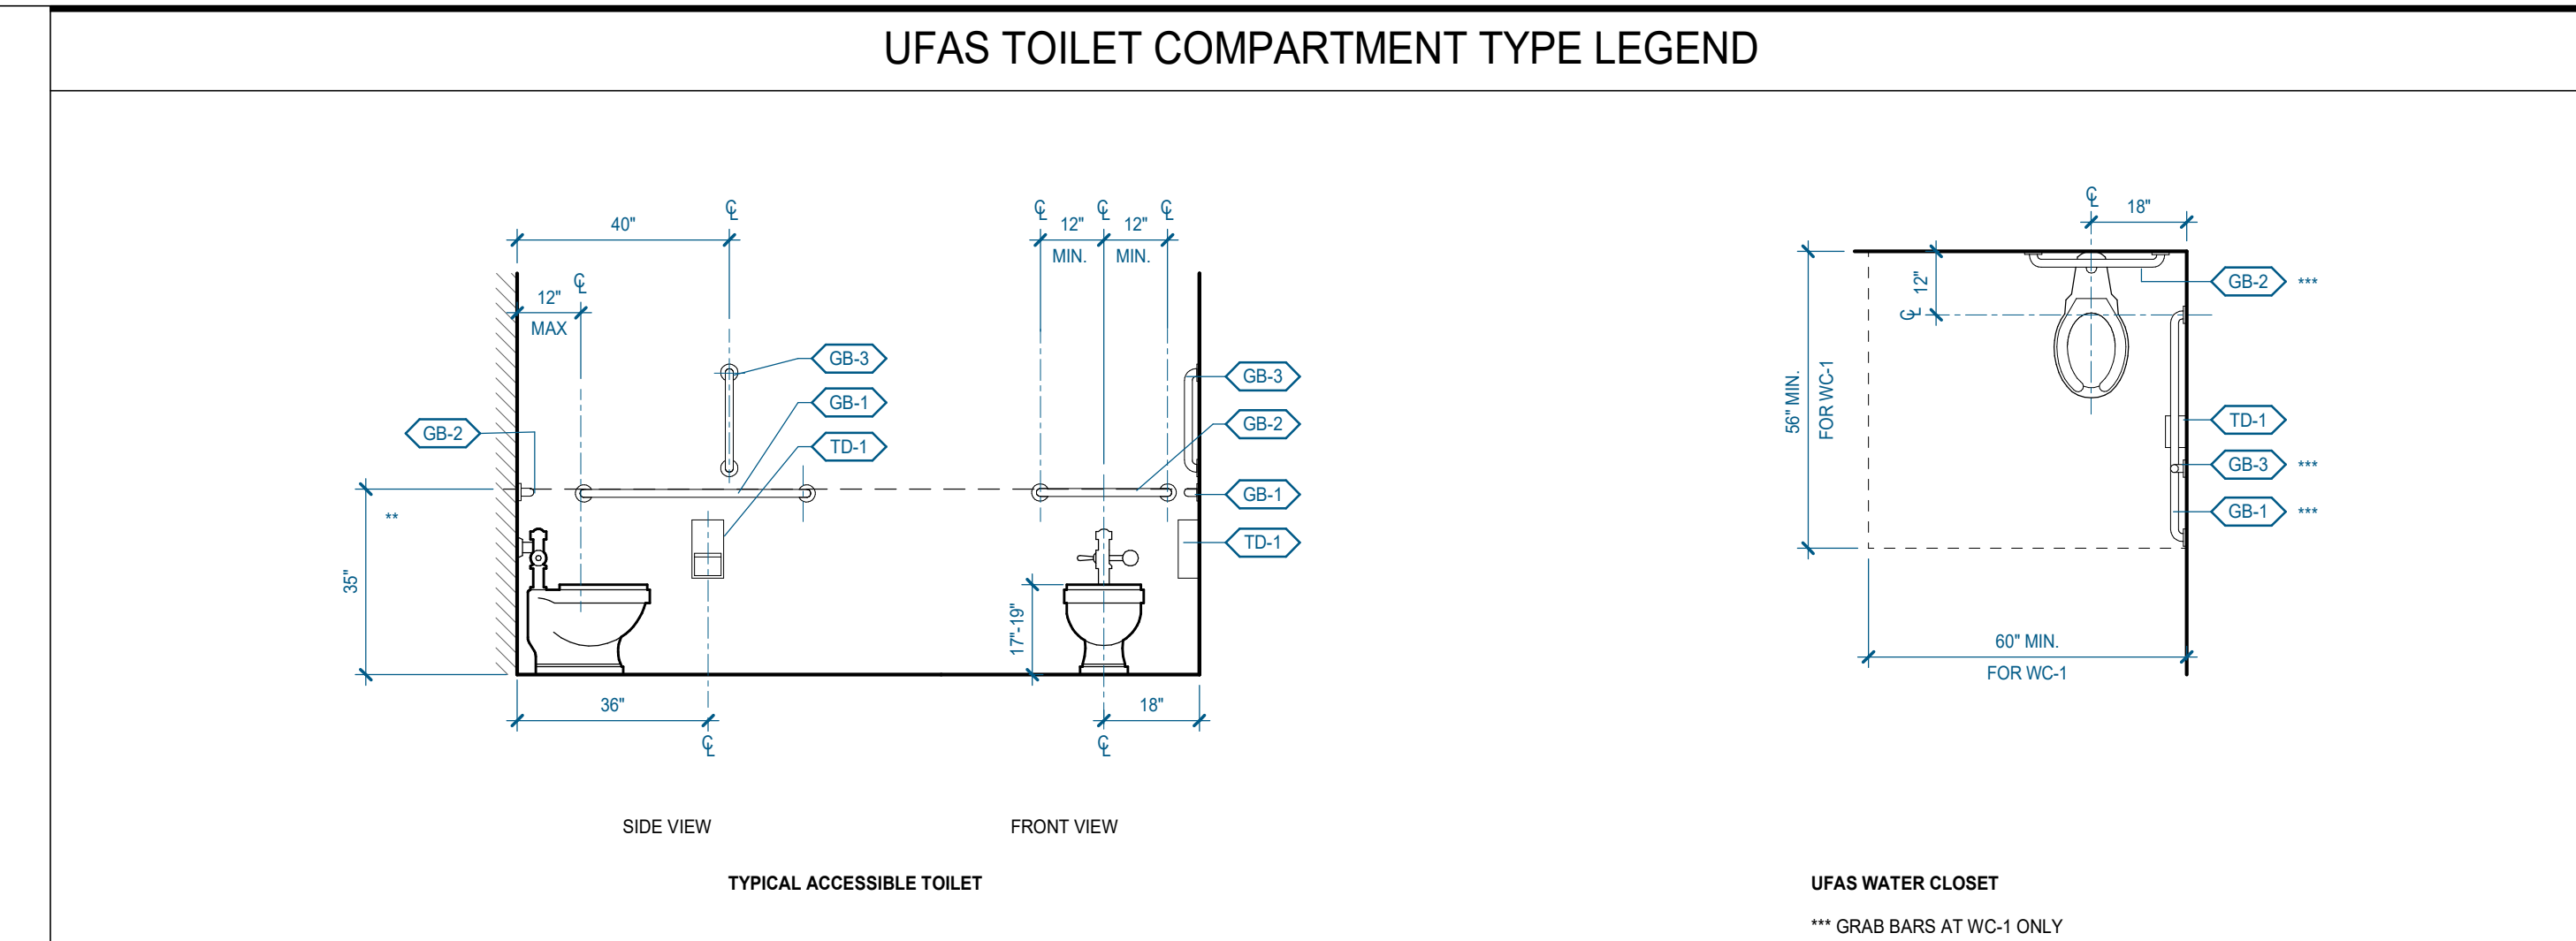 UFAS TOILET COMPARTMENT TYPE LEGEND
40"
℄
12"
℄
MAX
GB-3
GB-1
TD-1
GB-2
**
35"
36"
℄
℄ 12" ℄ 12" ℄
MIN. MIN.
GB-3
GB-2
GB-1
TD-1
17"-19"
18"
℄
SIDE VIEW
FRONT VIEW
TYPICAL ACCESSIBLE TOILET
℄
18"
℄ 12"
GB-2 ***
56" MIN.
FOR WC-1
TD-1
GB-3 ***
GB-1 ***
60" MIN.
FOR WC-1
UFAS WATER CLOSET
*** GRAB BARS AT WC-1 ONLY